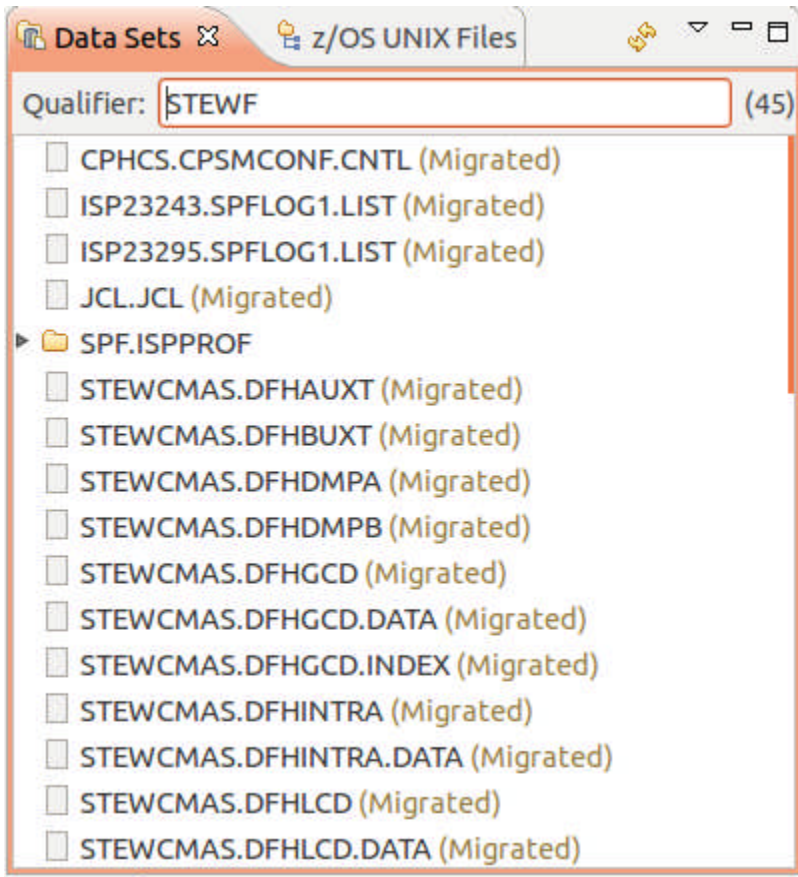 Data Sets z/OS UNIX Files
Qualifier: STEWF (45)
CPHCS.CPSMCONF.CNTL (Migrated)
ISP23243.SPFLOG1.LIST (Migrated)
ISP23295.SPFLOG1.LIST (Migrated)
JCL.JCL (Migrated)
SPF.ISPPROF
STEWCMAS.DFHAUXT (Migrated)
STEWCMAS.DFHBUXT (Migrated)
STEWCMAS.DFHDMPA (Migrated)
STEWCMAS.DFHDMPB (Migrated)
STEWCMAS.DFHGCD (Migrated)
STEWCMAS.DFHGCD.DATA (Migrated)
STEWCMAS.DFHGCD.INDEX (Migrated)
STEWCMAS.DFHINTRA (Migrated)
STEWCMAS.DFHINTRA.DATA (Migrated)
STEWCMAS.DFHLCD (Migrated)
STEWCMAS.DFHLCD.DATA (Migrated)